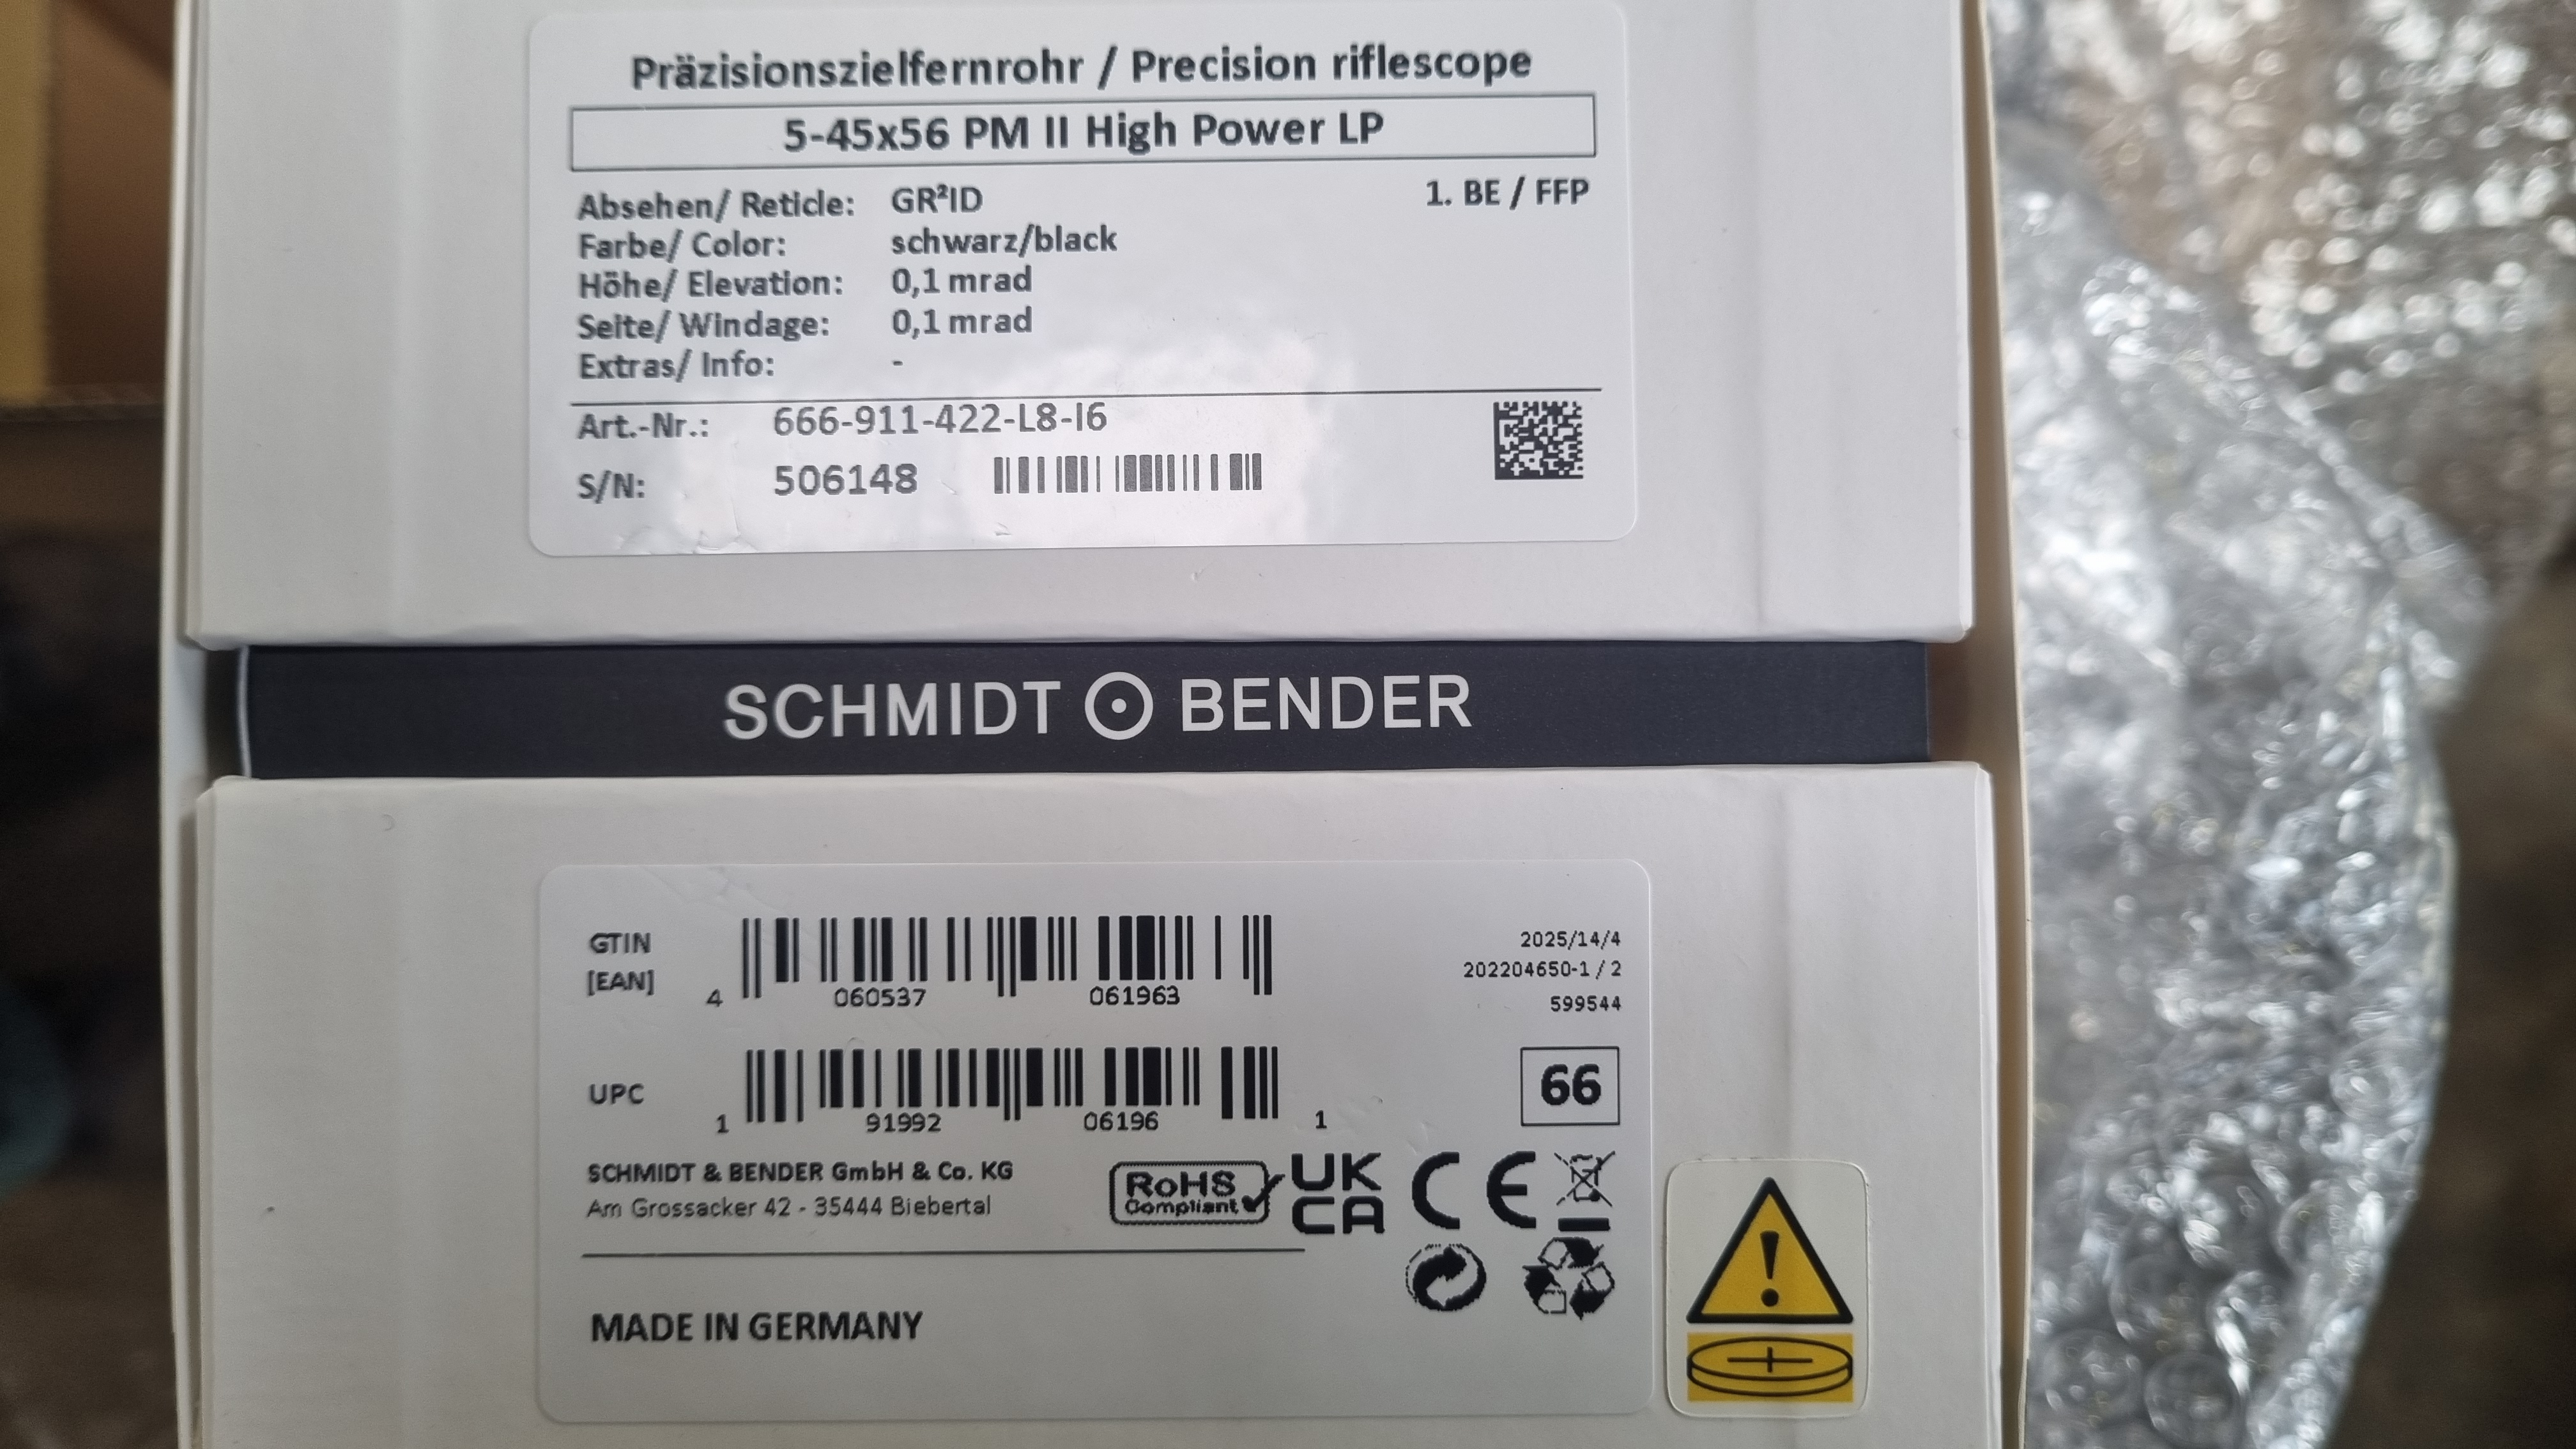 Präzisionszielfernrohr / Precision riflescope
5-45x56 PM II High Power LP
Absehen/ Reticle: GR²ID 1. BE / FFP
Farbe/ Color: schwarz/black
Höhe/ Elevation: 0,1 mrad
Seite/ Windage: 0,1 mrad
Extras/ Info: -
Art.-Nr.: 666-911-422-L8-I6
S/N: 506148
SCHMIDT BENDER
GTIN
[EAN]
4 060537 061963
2025/14/4
202204650-1 / 2
599544
UPC
1 91992 06196 1
66
SCHMIDT & BENDER GmbH & Co. KG
Am Grossacker 42 - 35444 Biebertal
RoHS
Compliant
UK
CA
CE
MADE IN GERMANY